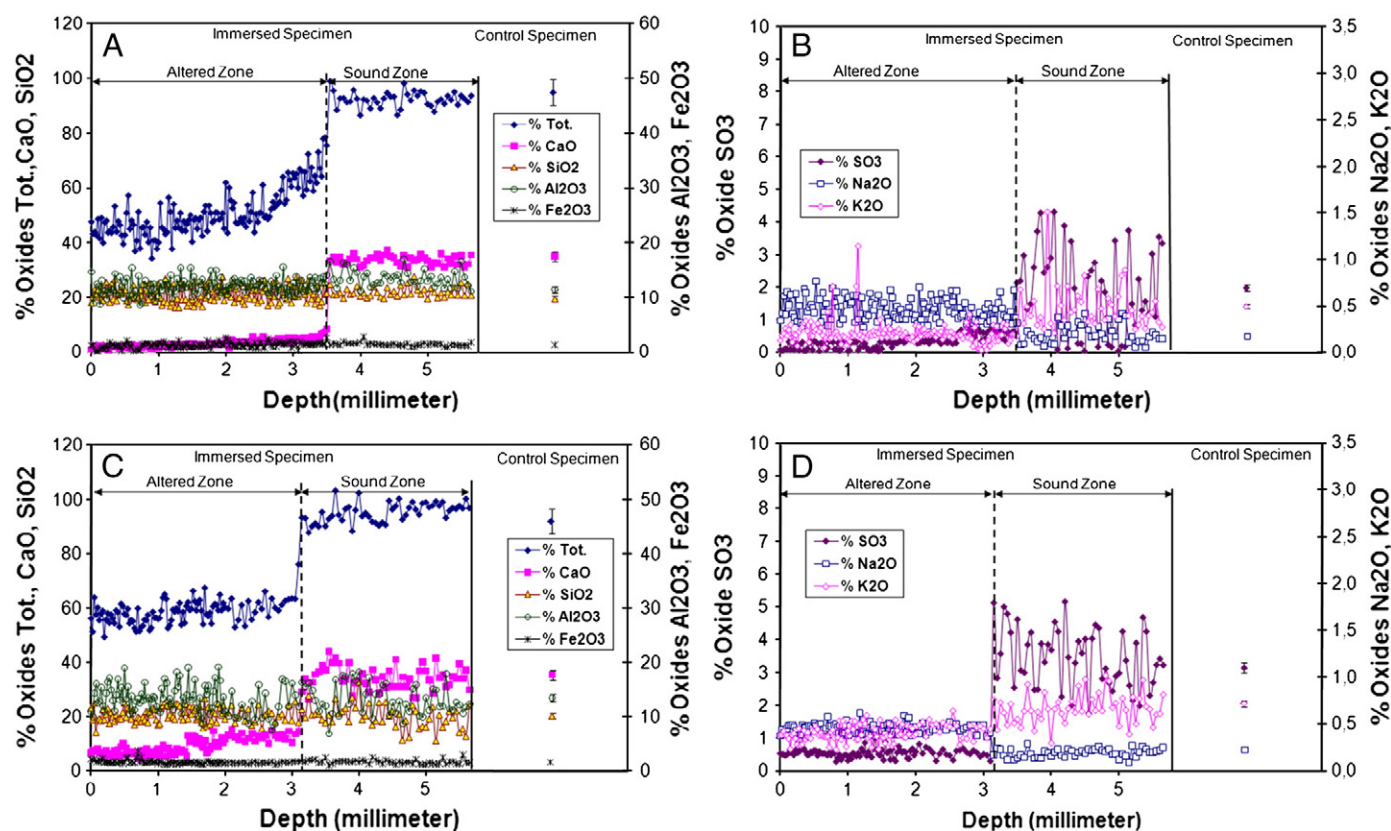 A
Immersed Specimen
Control Specimen
Altered Zone
Sound Zone
% Oxides Tot.,CaO, SiO2
120
100
80
60
40
20
0
60
50
40
30
20
10
0
% Oxides Al2O3, Fe2O3
% Tot.
% CaO
% SiO2
% Al2O3
% Fe2O3
0 1 2 3 4 5
Depth (millimeter)
B
Immersed Specimen
Control Specimen
Altered Zone
Sound Zone
% Oxide SO3
10
9
8
7
6
5
4
3
2
1
0
3,5
3,0
2,5
2,0
1,5
1,0
0,5
0,0
% Oxides Na2O, K2O
% SO3
% Na2O
% K2O
0 1 2 3 4 5
Depth (millimeter)
C
Immersed Specimen
Control Specimen
Altered Zone
Sound Zone
% Oxides Tot., CaO, SiO2
120
100
80
60
40
20
0
60
50
40
30
20
10
0
% Oxides Al2O3, Fe2O3
% Tot.
% CaO
% SiO2
% Al2O3
% Fe2O3
0 1 2 3 4 5
Depth (millimeter)
D
Immersed Specimen
Control Specimen
Altered Zone
Sound Zone
% Oxide SO3
10
9
8
7
6
5
4
3
2
1
0
3,5
3,0
2,5
2,0
1,5
1,0
0,5
0,0
% Oxides Na2O, K2O
% SO3
% Na2O
% K2O
0 1 2 3 4 5
Depth (millimeter)